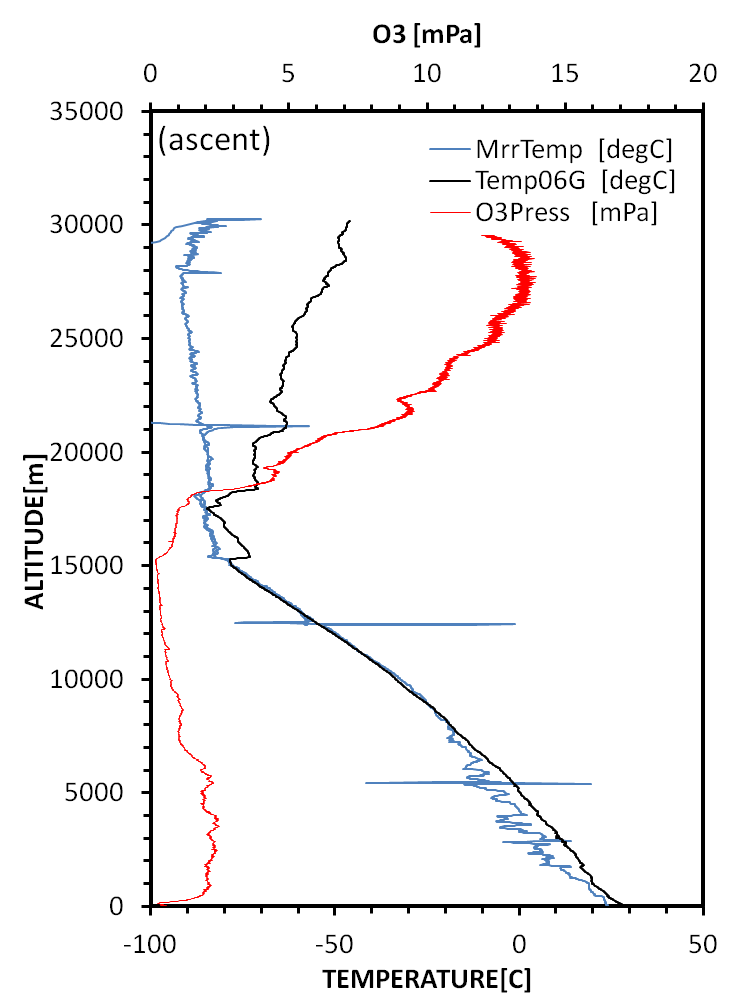 O3 [mPa]
0 5 10 15 20
35000
(ascent)
MrrTemp [degC]
Temp06G [degC]
O3Press [mPa]
30000
25000
20000
15000
10000
5000
0
ALTITUDE[m]
-100 -50 0 50
TEMPERATURE[C]